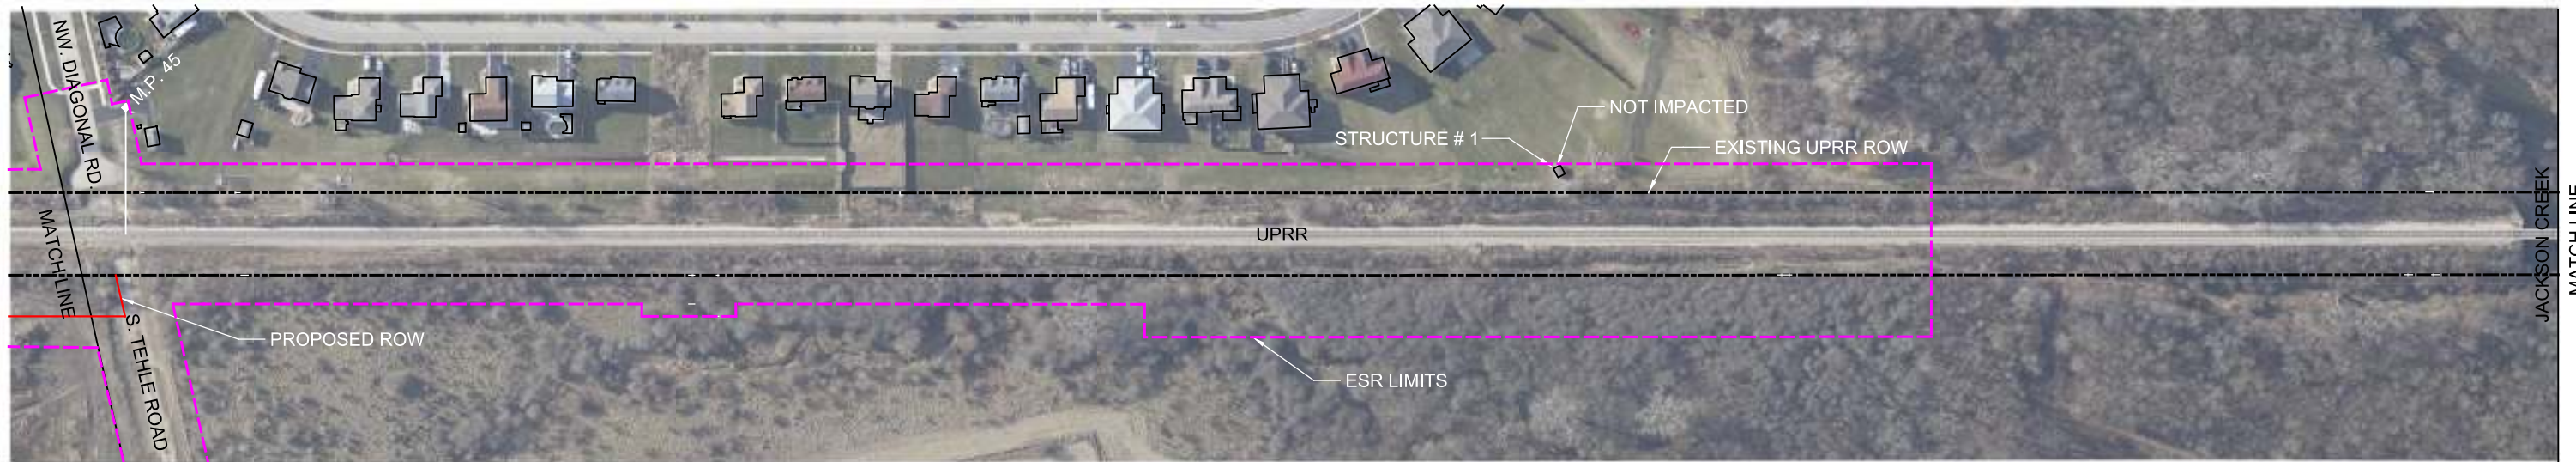 NW. DIAGONAL RD.
M.P. 45
MATCHLINE
S. TEHLE ROAD
PROPOSED ROW
UPRR
STRUCTURE # 1
NOT IMPACTED
EXISTING UPRR ROW
ESR LIMITS
JACKSON CREEK
MATCH LINE